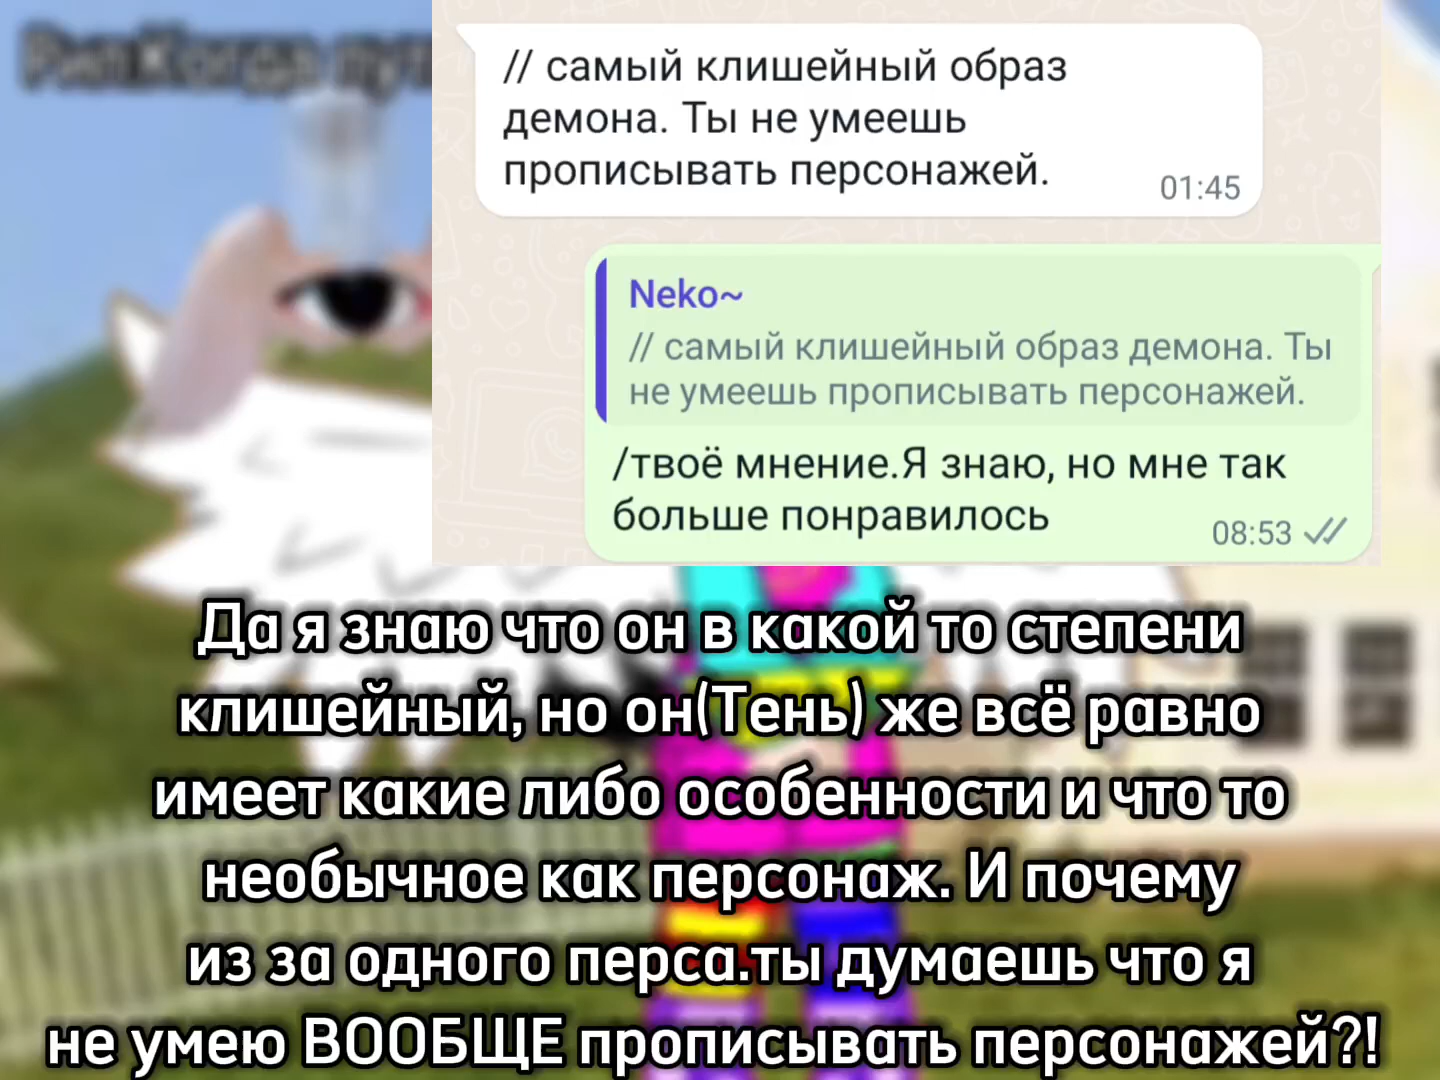 // самый клишейный образ
демона. Ты не умеешь
прописывать персонажей.
01:45
Neko~
// самый клишейный образ демона. Ты
не умеешь прописывать персонажей.
/твоё мнение.Я знаю, но мне так
больше понравилось
08:53
Да я знаю что он в какой то степени
клишейный, но он(Тень) же всё равно
имеет какие либо особенности и что то
необычное как персонаж. И почему
из за одного перса.ты думаешь что я
не умею ВООБЩЕ прописывать персонажей?!